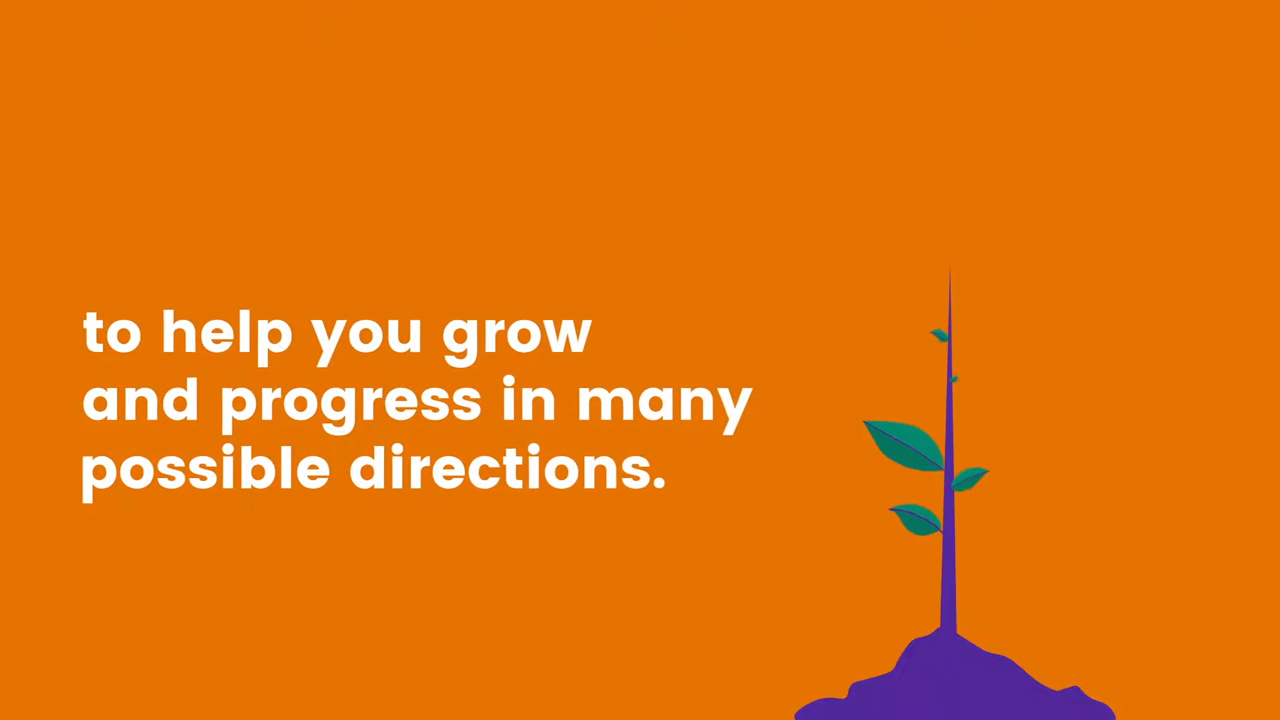 to help you grow
and progress in many
possible directions.